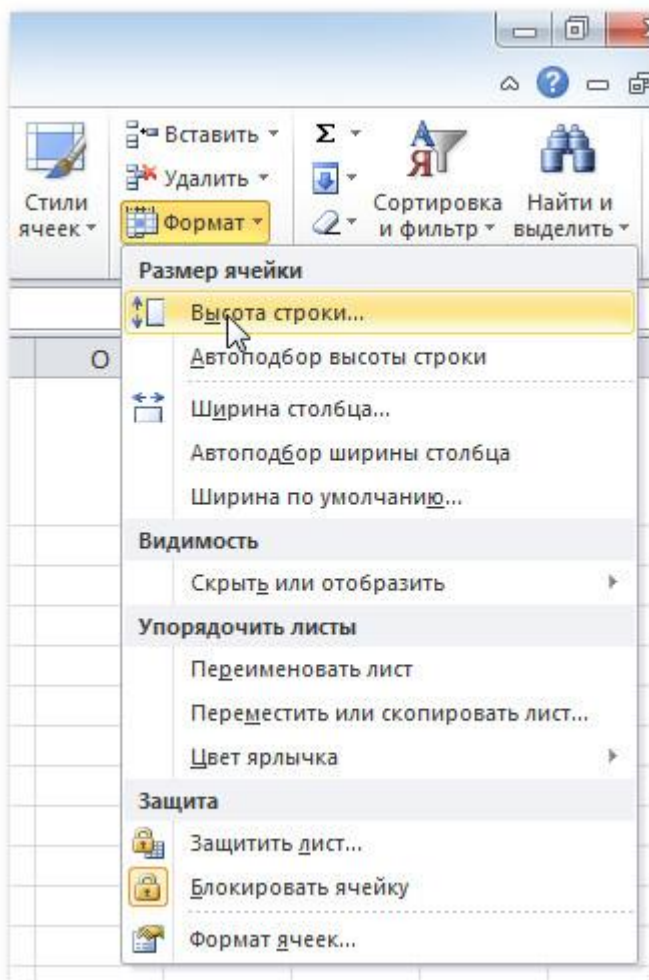 Вставить
Σ
Удалить
Стили
ячеек
Формат
Сортировка
и фильтр
Найти и
выделить
Размер ячейки
Высота строки...
О
Автоподбор высоты строки
Ширина столбца...
Автоподбор ширины столбца
Ширина по умолчанию...
Видимость
Скрыть или отобразить
Упорядочить листы
Переименовать лист
Переместить или скопировать лист...
Цвет ярлычка
Защита
Защитить лист...
Блокировать ячейку
Формат ячеек...